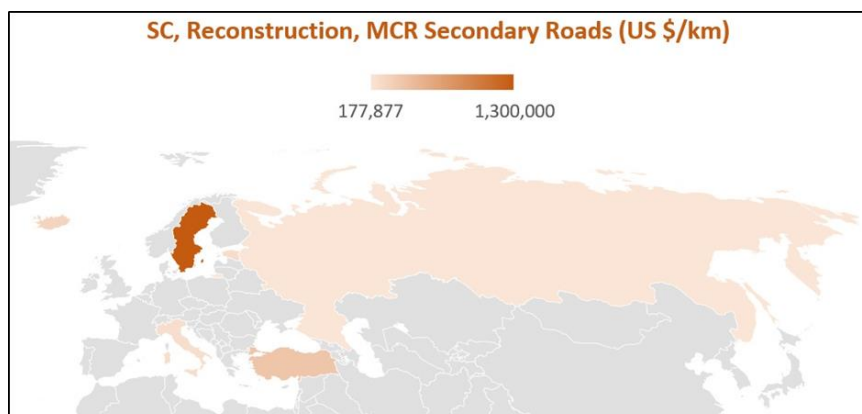 SC, Reconstruction, MCR Secondary Roads (US $/km)
177,877 1,300,000